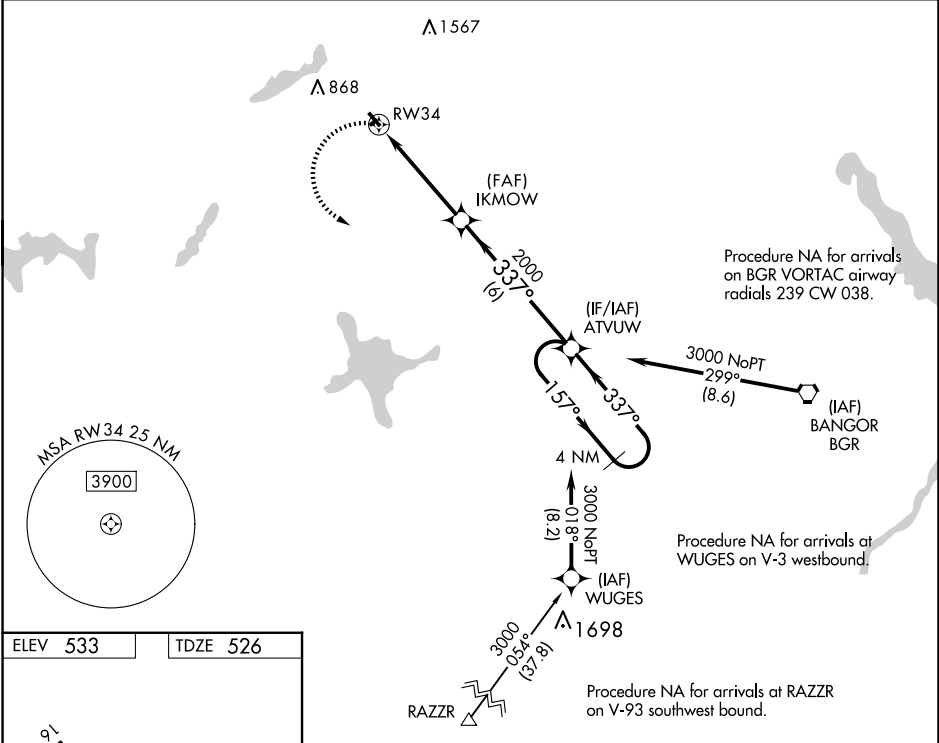 1567
868
RW34
(FAF)
IKMOW
2000
337°
(6)
Procedure NA for arrivals
on BGR VORTAC airway
radials 239 CW 038.
(IF/IAF)
ATVUW
3000 NoPT
299°
(8.6)
(IAF)
BANGOR
BGR
157°
337°
4 NM
MSA RW34 25 NM
3900
3000 NoPT
018°
(8.2)
Procedure NA for arrivals at
WUGES on V-3 westbound.
(IAF)
WUGES
1698
3000
054°
(37.8)
RAZZR
Procedure NA for arrivals at RAZZR
on V-93 southwest bound.
ELEV 533
TDZE 526
16